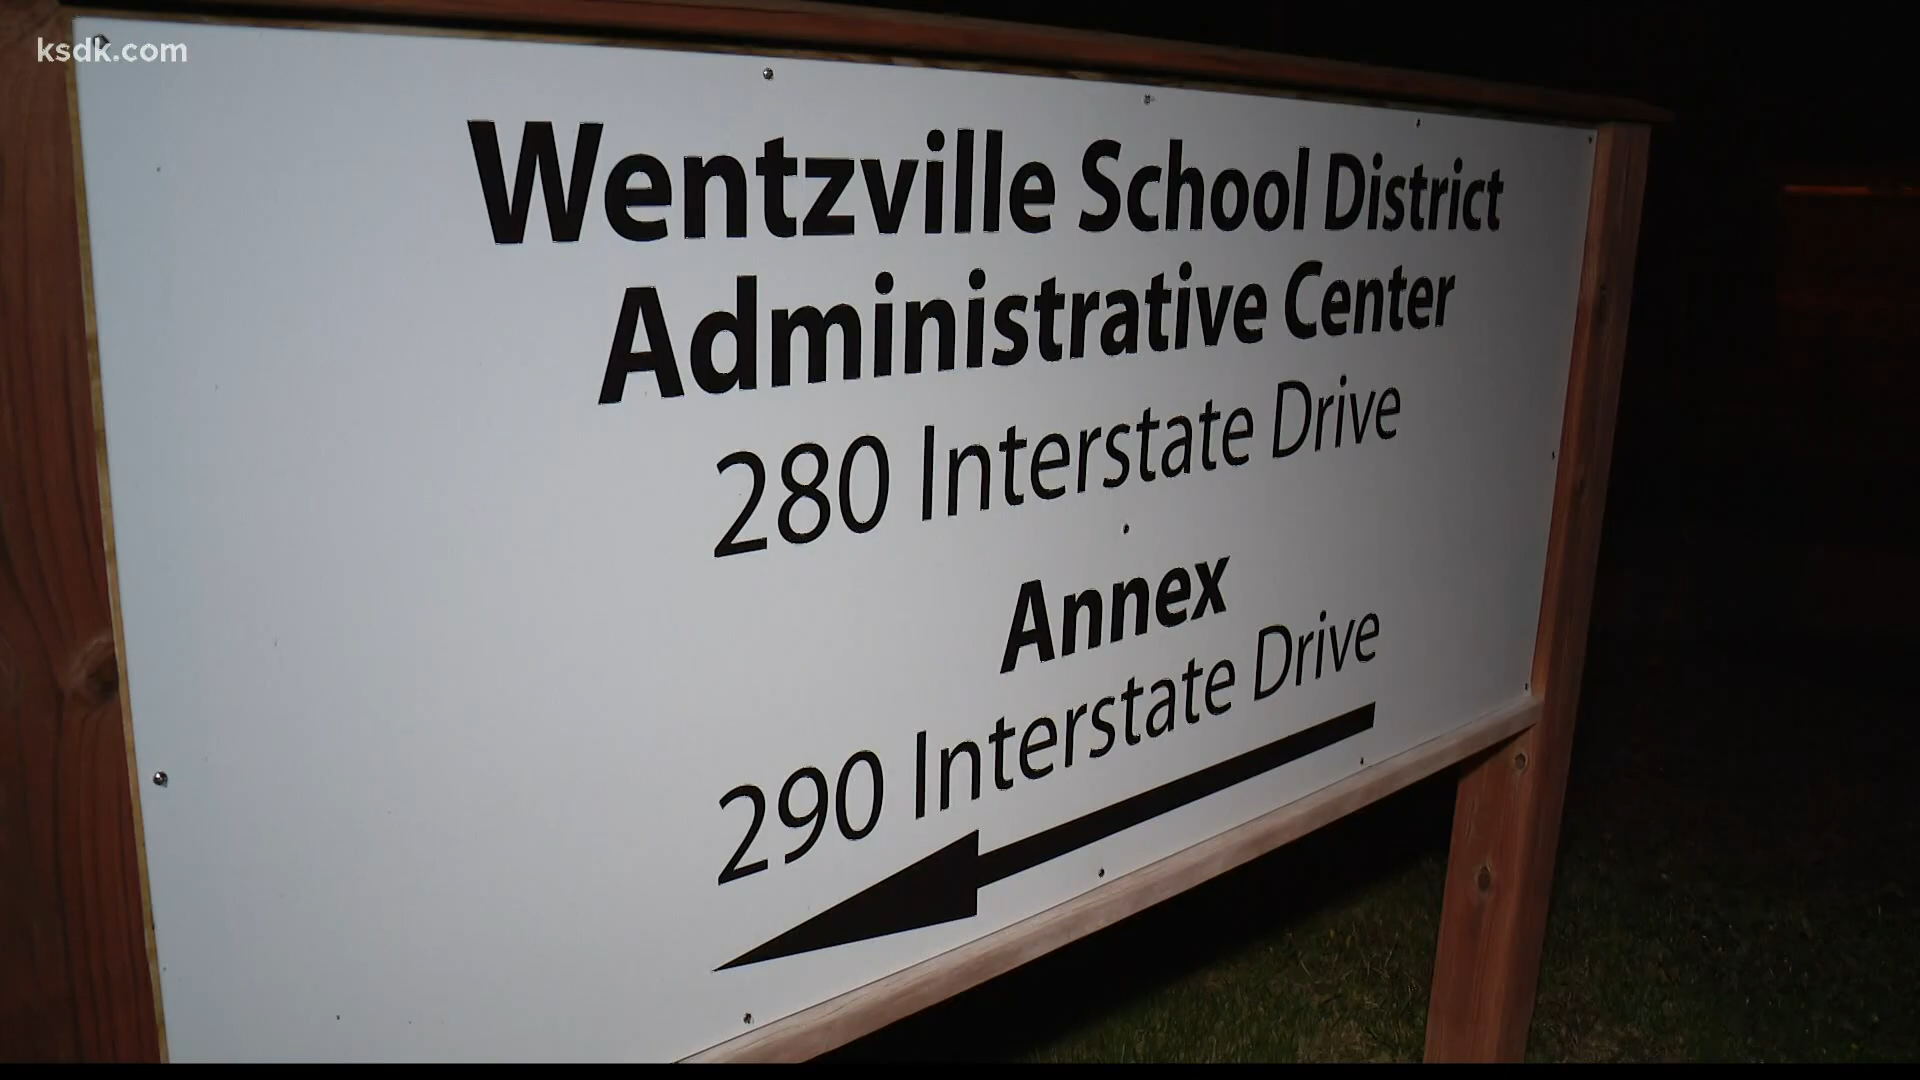 ksdk.com
Wentzville School District
Administrative Center
280 Interstate Drive
Annex
290 Interstate Drive